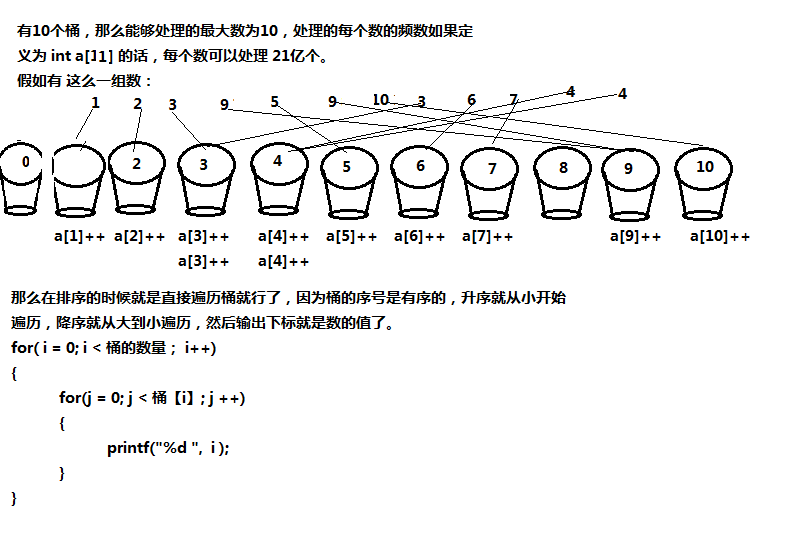 有10个桶，那么能够处理的最大数为10，处理的每个数的频数如果定
义为 int a[11] 的话，每个数可以处理 21亿个。
假如有 这么一组数：
1 2 3 9 5 9 10 3 6 7 4 4
0 2 3 4 5 6 7 8 9 10
a[1]++ a[2]++ a[3]++ a[4]++ a[5]++ a[6]++ a[7]++ a[9]++ a[10]++
a[3]++ a[4]++
那么在排序的时候就是直接遍历桶就行了，因为桶的序号是有序的，升序就从小开始
遍历，降序就从大到小遍历，然后输出下标就是数的值了。
for( i = 0; i < 桶的数量； i++)
{
for(j = 0; j < 桶【i】; j ++)
{
printf("%d ", i );
}
}